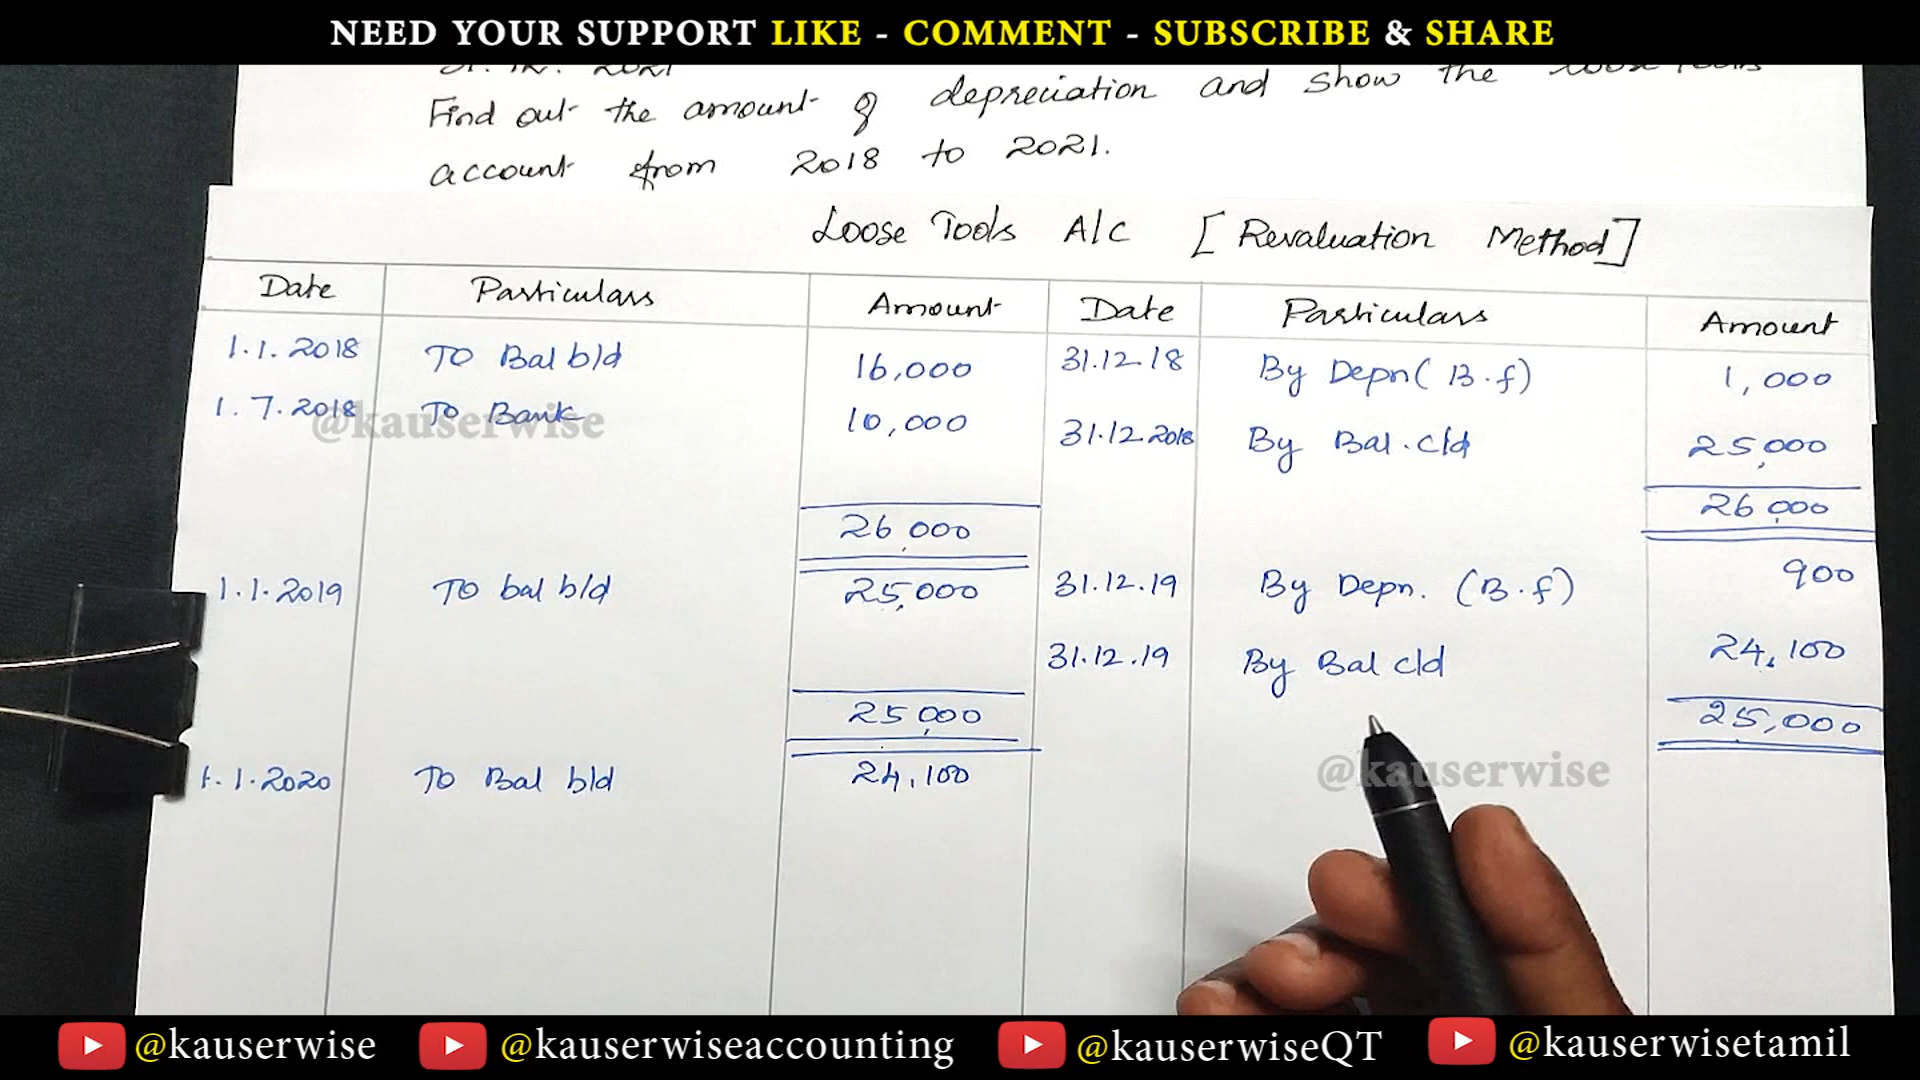 NEED YOUR SUPPORT LIKE - COMMENT - SUBSCRIBE & SHARE
31.12.2021
Find out the amount of depreciation and show the loose tools
account from 2018 to 2021.
Loose Tools A/C [Revaluation Method]
Date Particulars Amount Date Particulars Amount
1.1.2018 TO Bal b/d 16,000 31.12.18 By Depn (B.f) 1,000
1.7.2018 TO Bank 10,000 31.12.2018 By Bal.c/d 25,000
@kauserwise
26,000 26,000
1.1.2019 TO bal b/d 25,000 31.12.19 By Depn. (B.f) 900
31.12.19 By Bal c/d 24,100
25,000 25,000
1.1.2020 TO Bal b/d 24,100
@kauserwise
@kauserwise @kauserwiseaccounting @kauserwiseQT @kauserwisetamil